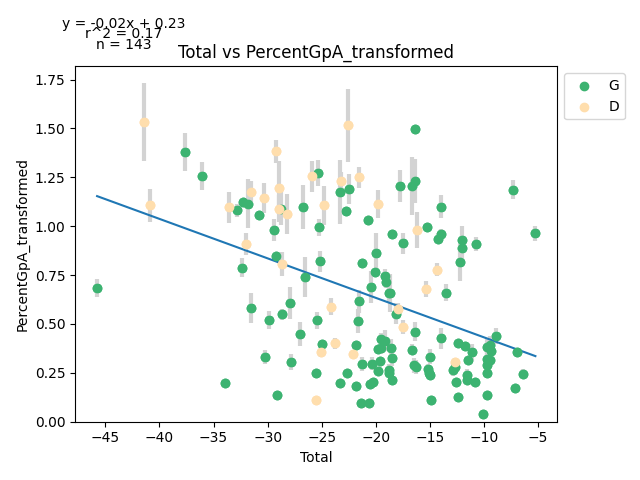 y = -0.02x + 0.23
r^2 = 0.17
n = 143
Total vs PercentGpA_transformed
G
D
PercentGpA_transformed
1.75
1.50
1.25
1.00
0.75
0.50
0.25
0.00
−45 −40 −35 −30 −25 −20 −15 −10 −5
Total